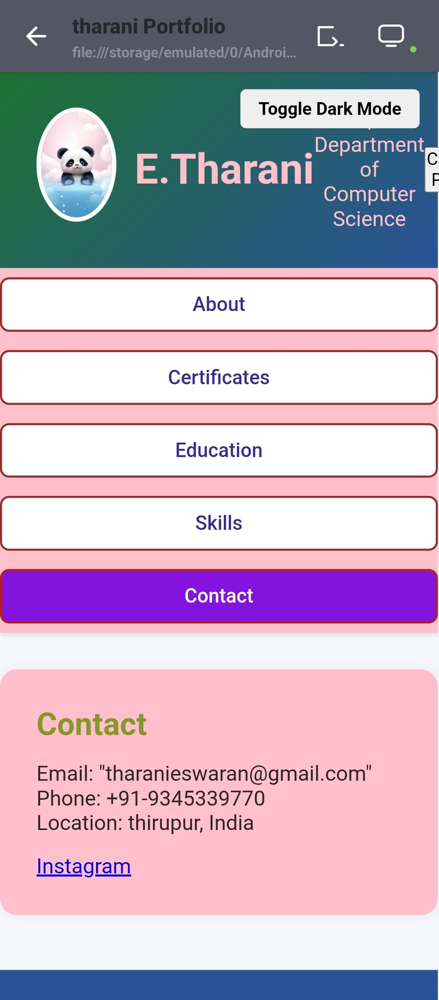 tharani Portfolio
file:///storage/emulated/0/Androi...
Toggle Dark Mode
E.Tharani
Department
of
Computer
Science
About
Certificates
Education
Skills
Contact
Contact
Email: "tharanieswaran@gmail.com"
Phone: +91-9345339770
Location: thirupur, India
Instagram